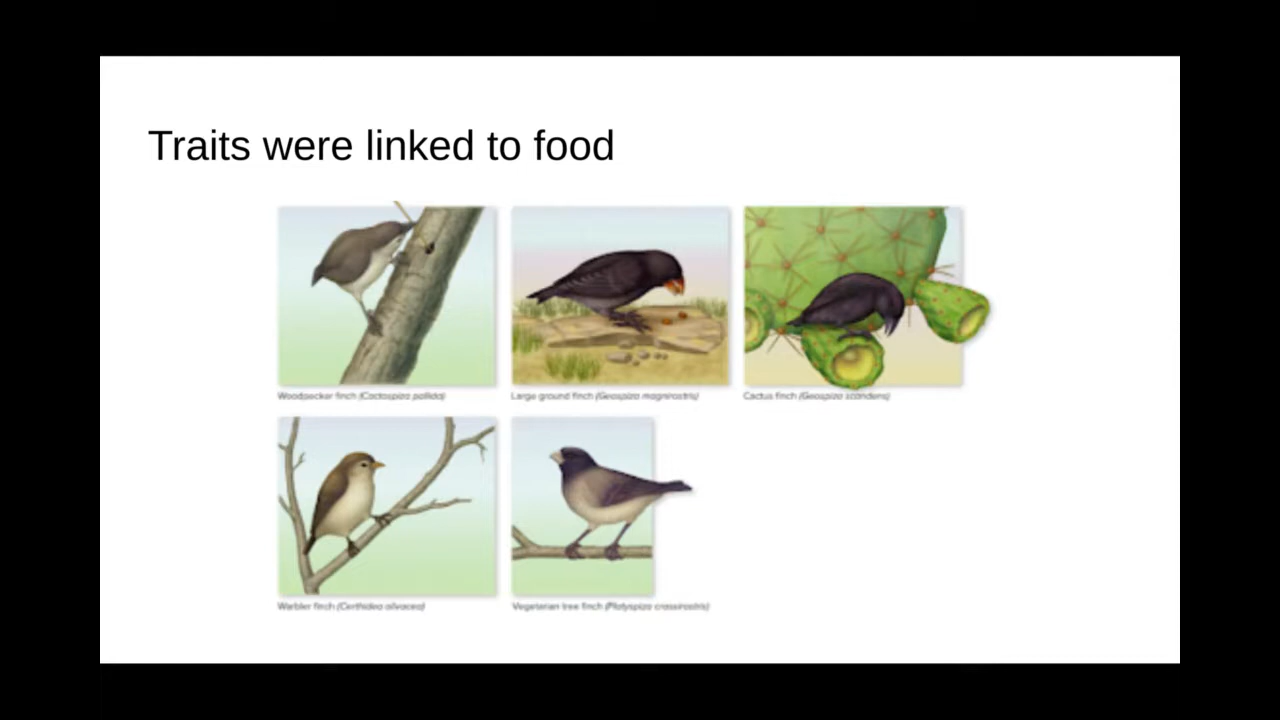 Traits were linked to food
Woodpecker finch (Cactospiza pallida)
Large ground finch (Geospiza magnirostris)
Cactus finch (Geospiza scandens)
Warbler finch (Certhidea olivacea)
Vegetarian tree finch (Platyspiza crassirostris)